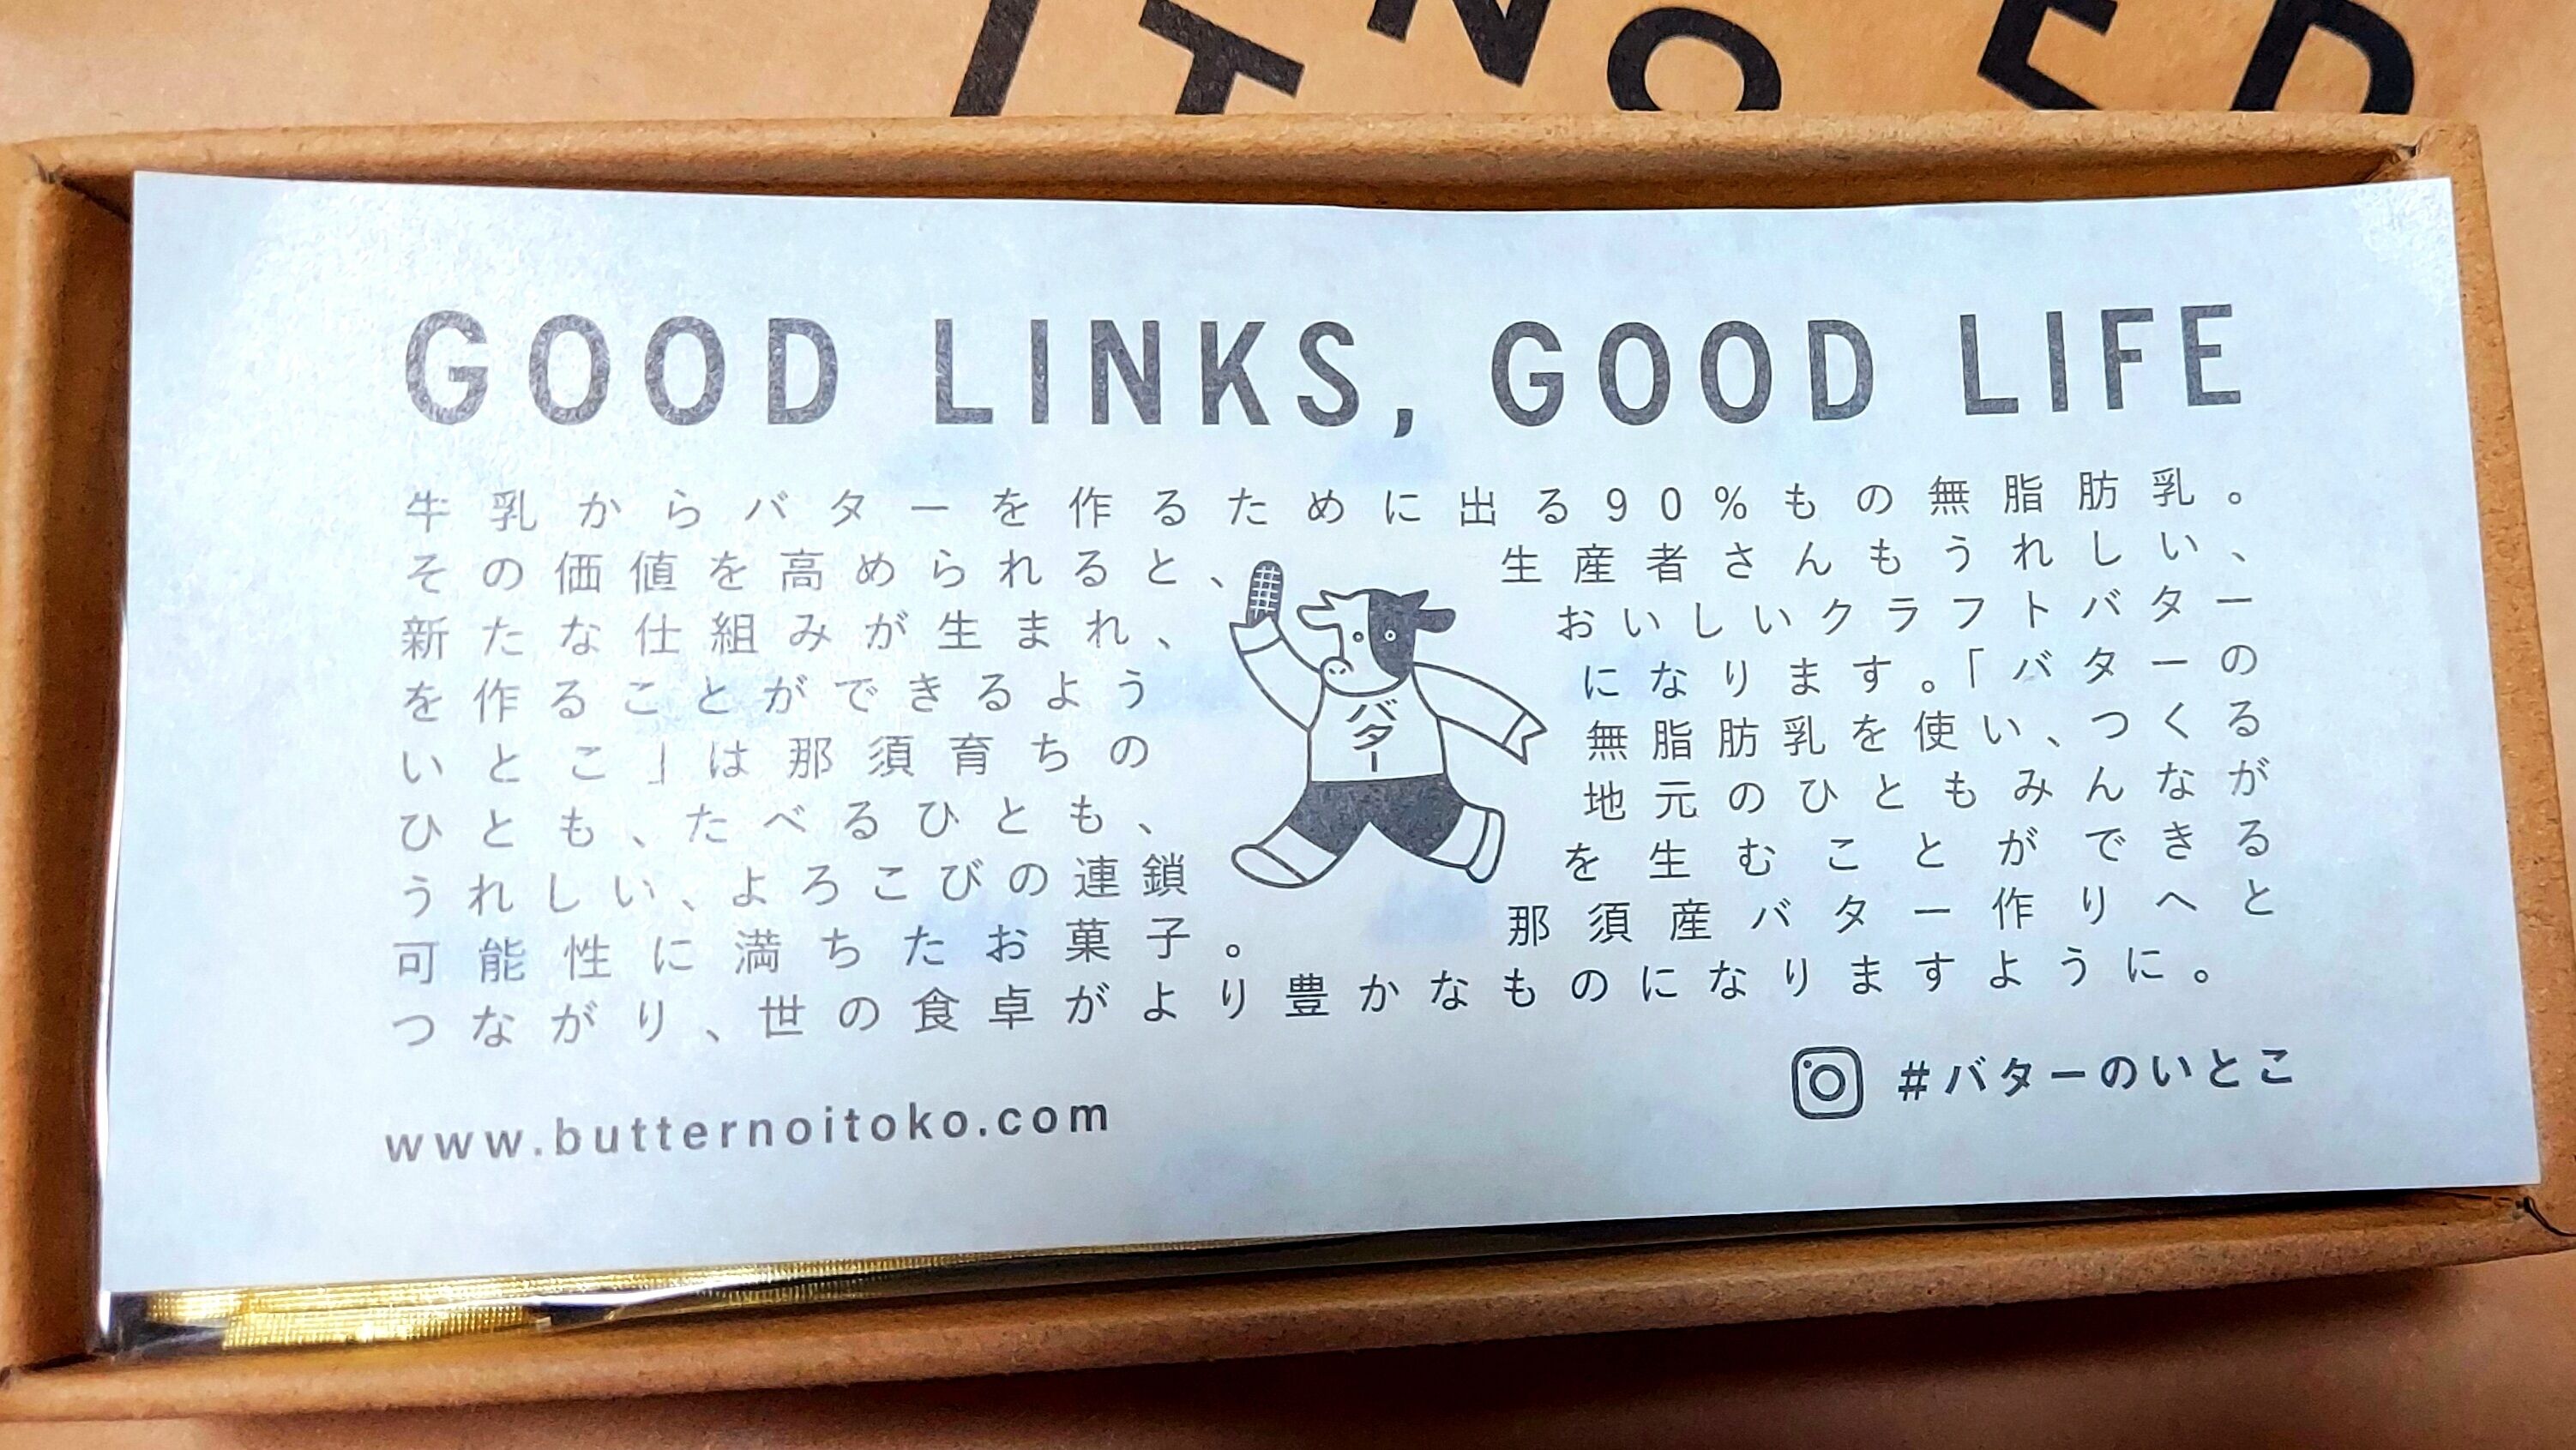 GOOD LINKS, GOOD LIFE
牛乳からバターを作るために出る90%もの無脂肪乳。
その価値を高められると、生産者さんもうれしい、
新たな仕組みが生まれ、おいしいクラフトバター
を作ることができるようになります。「バターの
いとこ」は那須育ちの無脂肪乳を使い、つくる
ひとも、たべるひとも、地元のひともみんなが
うれしい、よろこびの連鎖を生むことができる
可能性に満ちたお菓子。那須産バター作りへと
つながり、世の食卓がより豊かなものになりますように。
バター
www.butternoitoko.com
#バターのいとこ